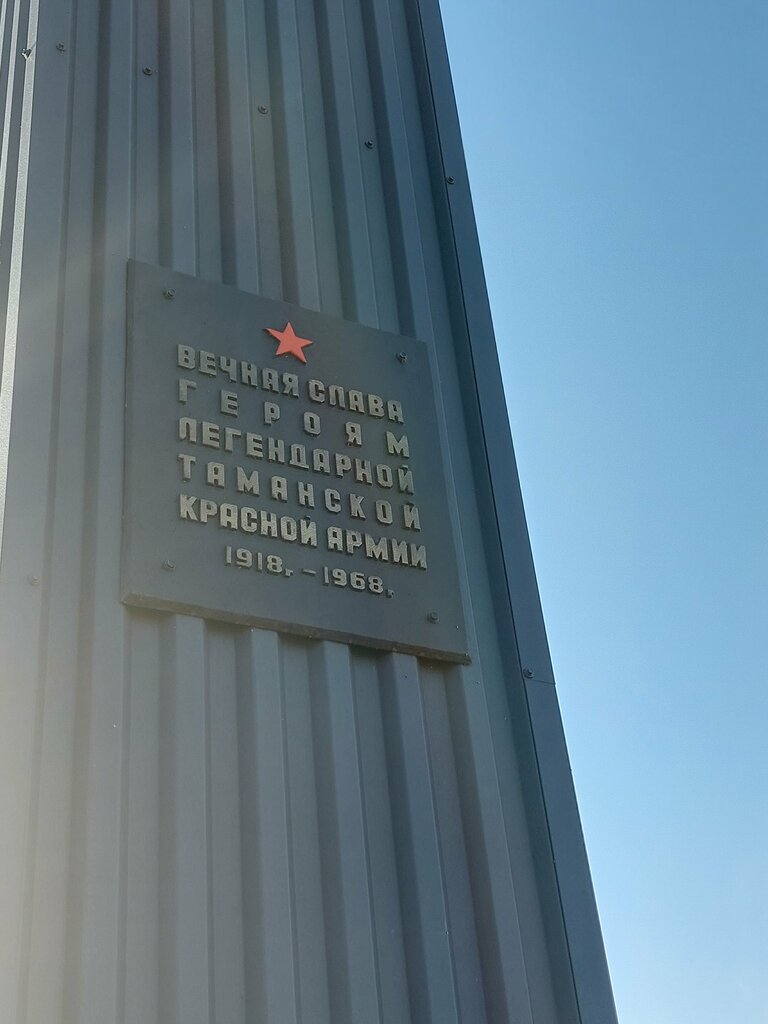 ВЕЧНАЯ СЛАВА
ГЕРОЯМ
ЛЕГЕНДАРНОЙ
ТАМАНСКОЙ
КРАСНОЙ АРМИИ
1918г.-1968г.